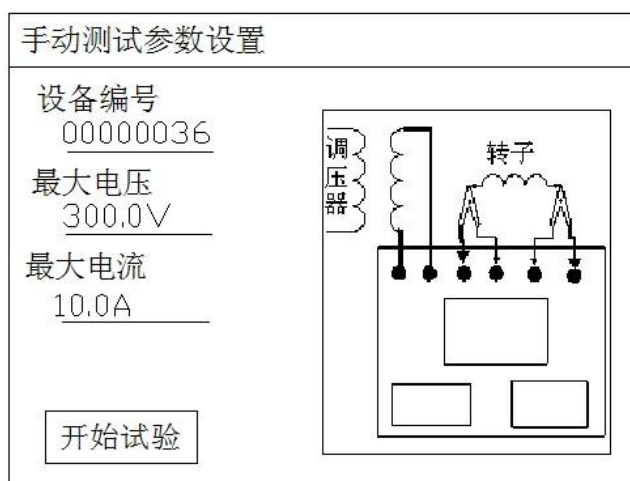 手动测试参数设置
设备编号
00000036
最大电压
300.0V
最大电流
10.0A
开始试验
调压器
转子